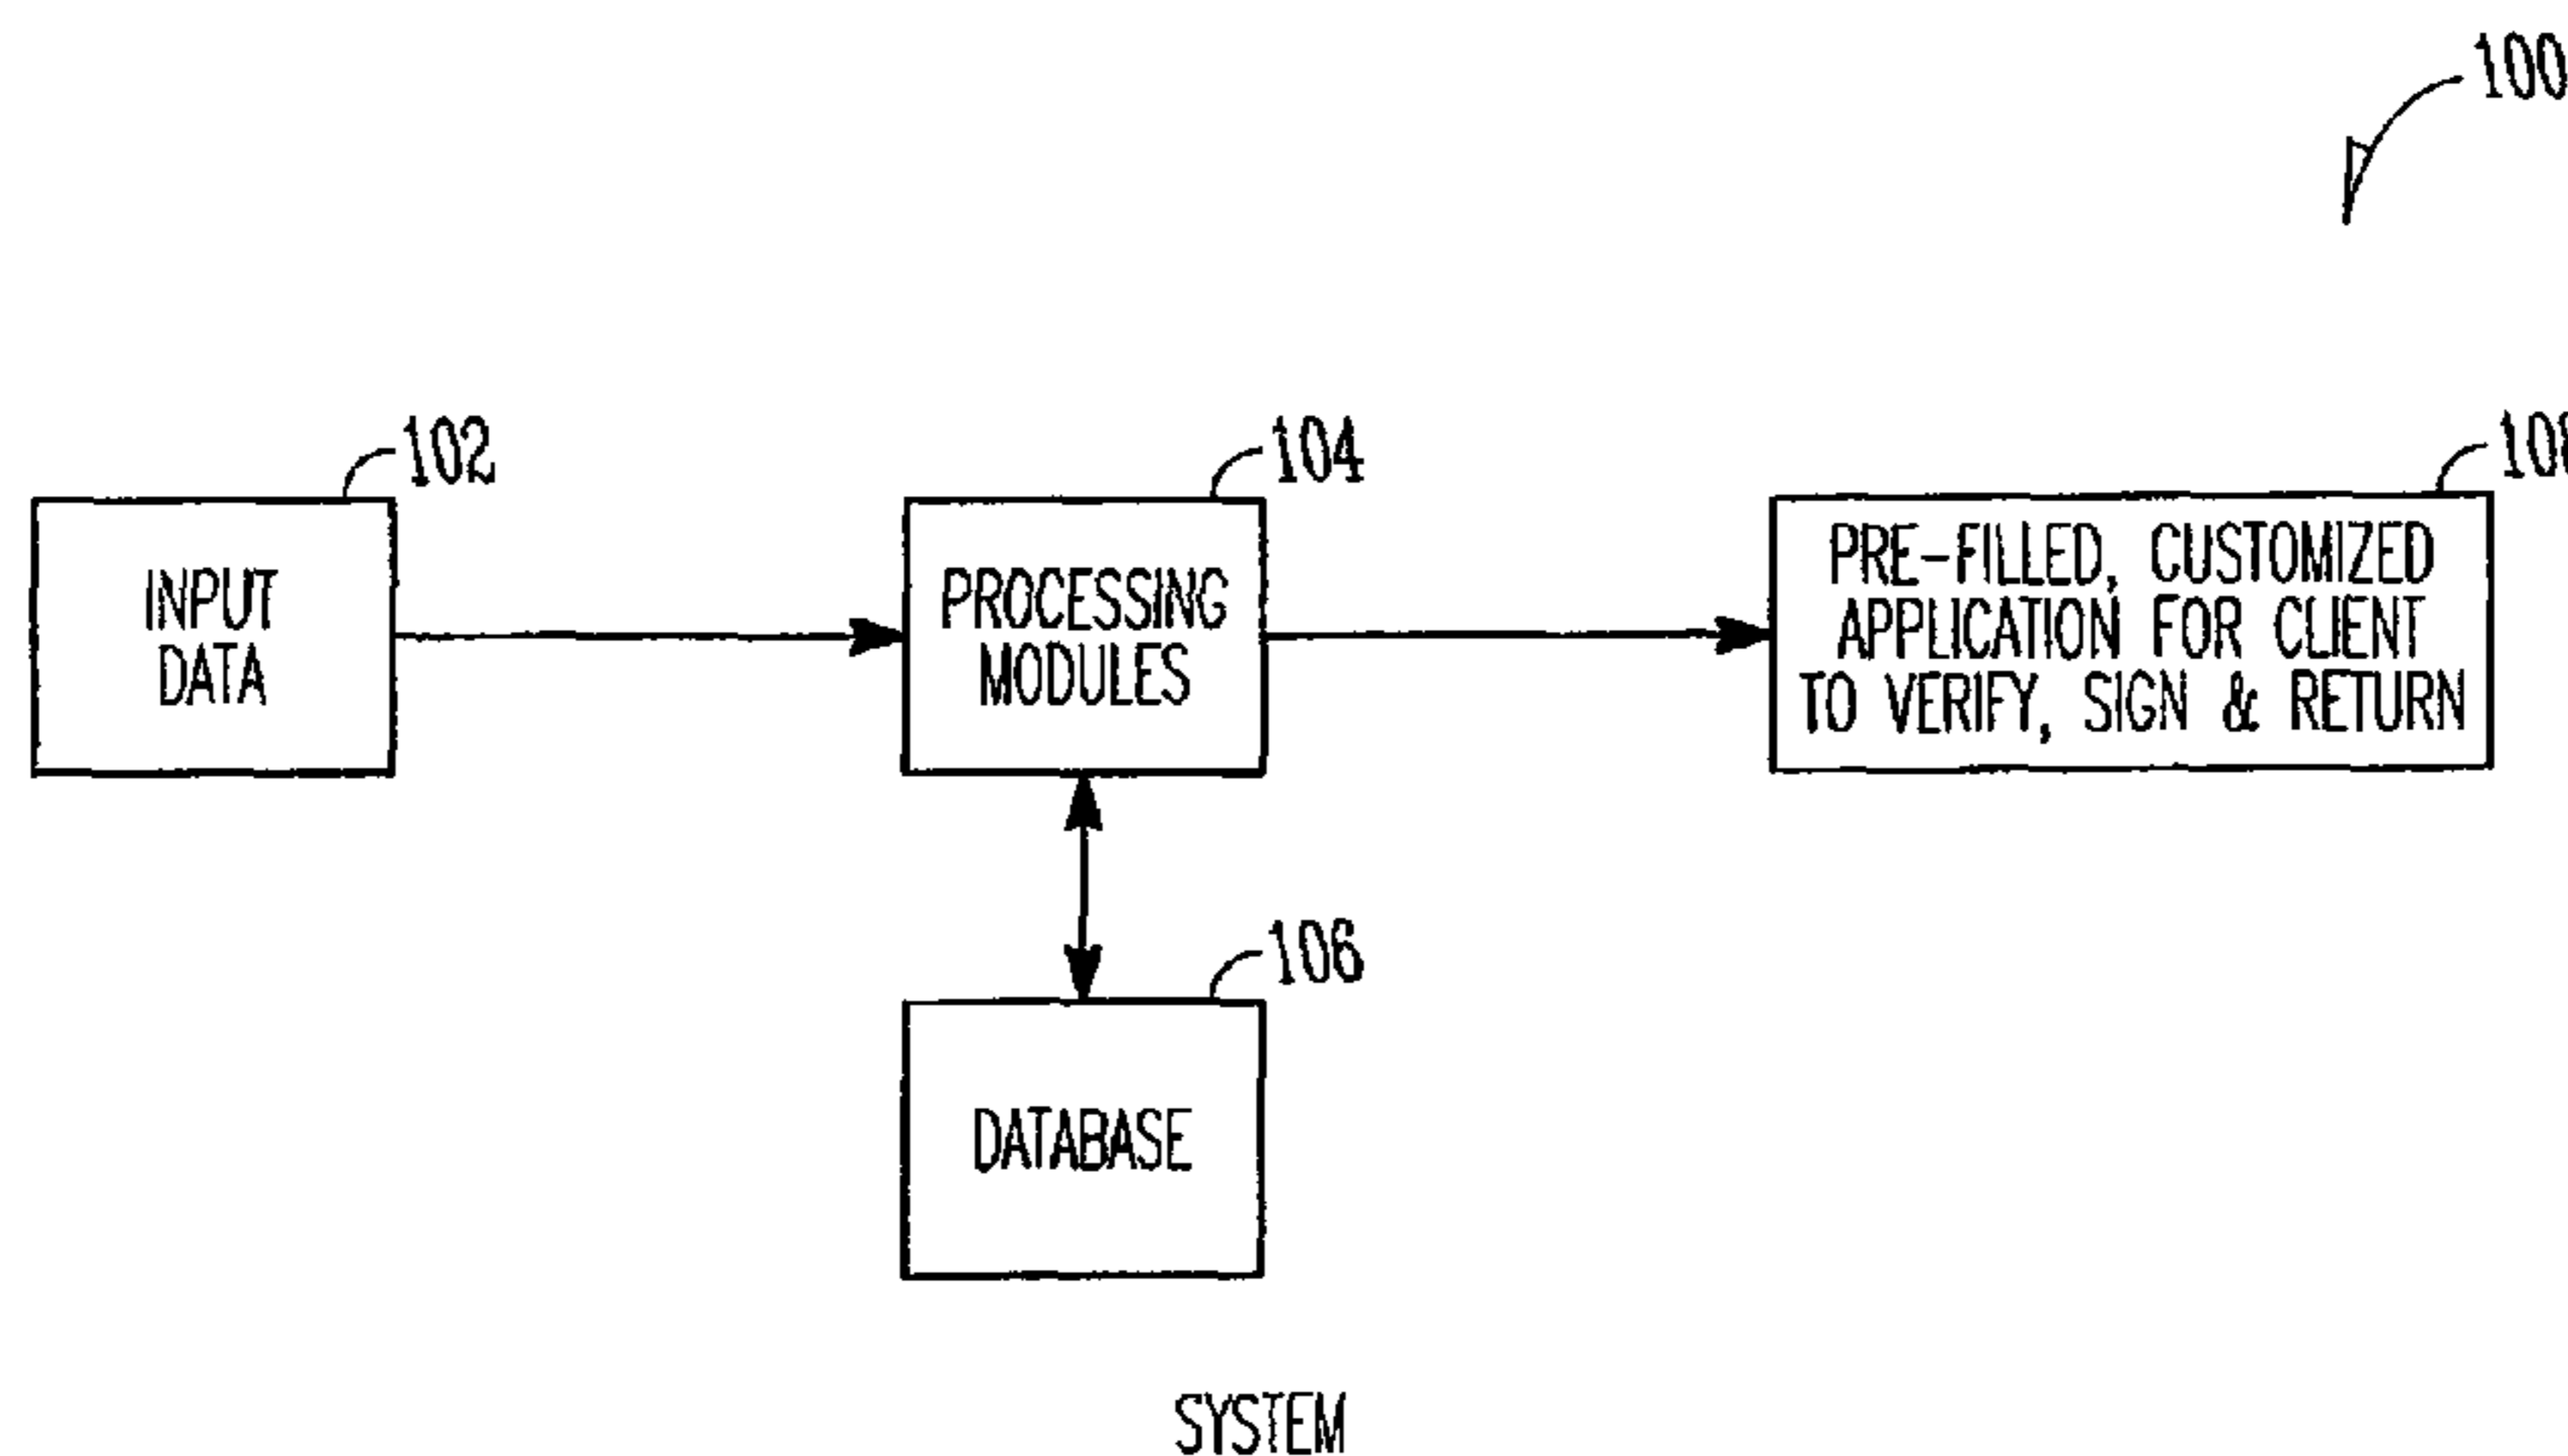 100
102
104
INPUT
DATA
PROCESSING
MODULES
PRE-FILLED, CUSTOMIZED
APPLICATION FOR CLIENT
TO VERIFY, SIGN & RETURN
106
DATABASE
SYSTEM